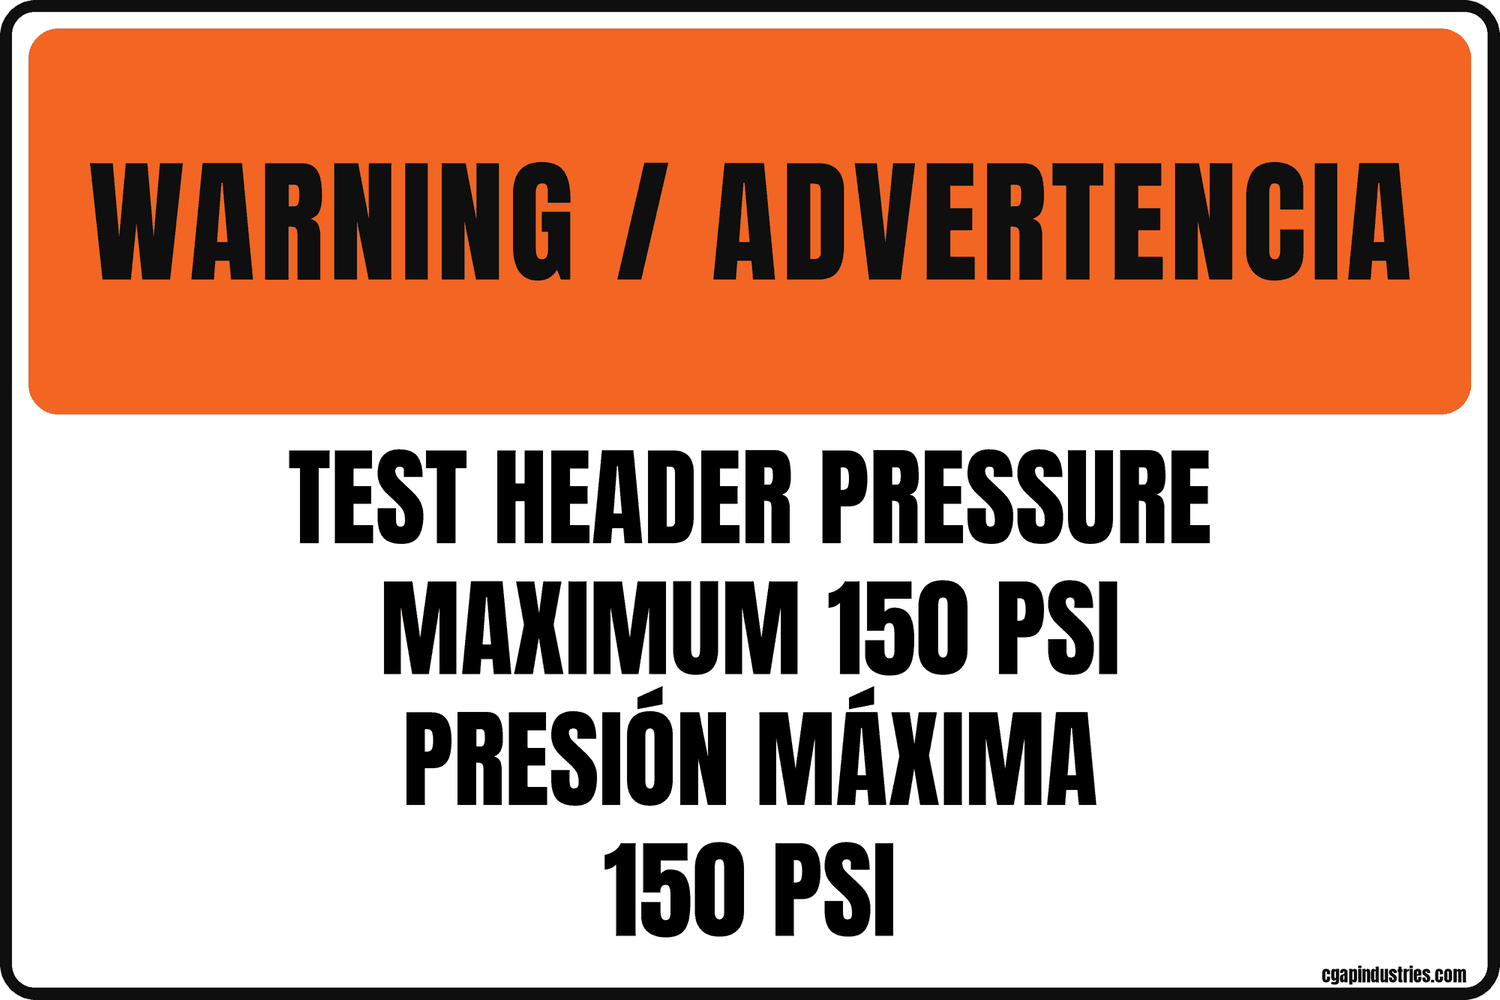 WARNING / ADVERTENCIA
TEST HEADER PRESSURE
MAXIMUM 150 PSI
PRESIÓN MÁXIMA
150 PSI
cgapindustries.com